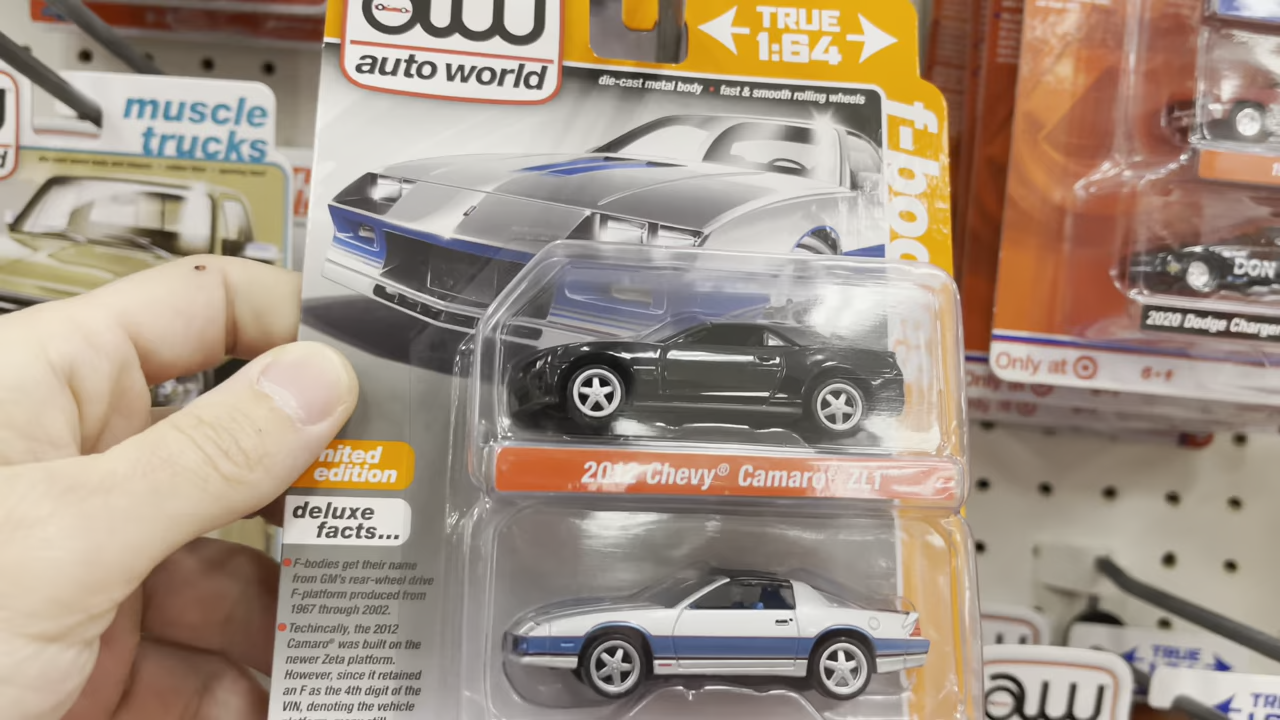 aw
auto world
TRUE
1:64
die-cast metal body • fast & smooth rolling wheels
muscle
trucks
2012 Chevy® Camaro® ZL1
edition
deluxe
facts...
F-bodies get their name
from GM's rear-wheel drive
F-platform produced from
1967 through 2002.
Techincally, the 2012
Camaro® was built on the
newer Zeta platform.
However, since it retained
an F as the 4th digit of the
VIN, denoting the vehicle
DON
2020 Dodge Charger
Only at
TRUE
aw